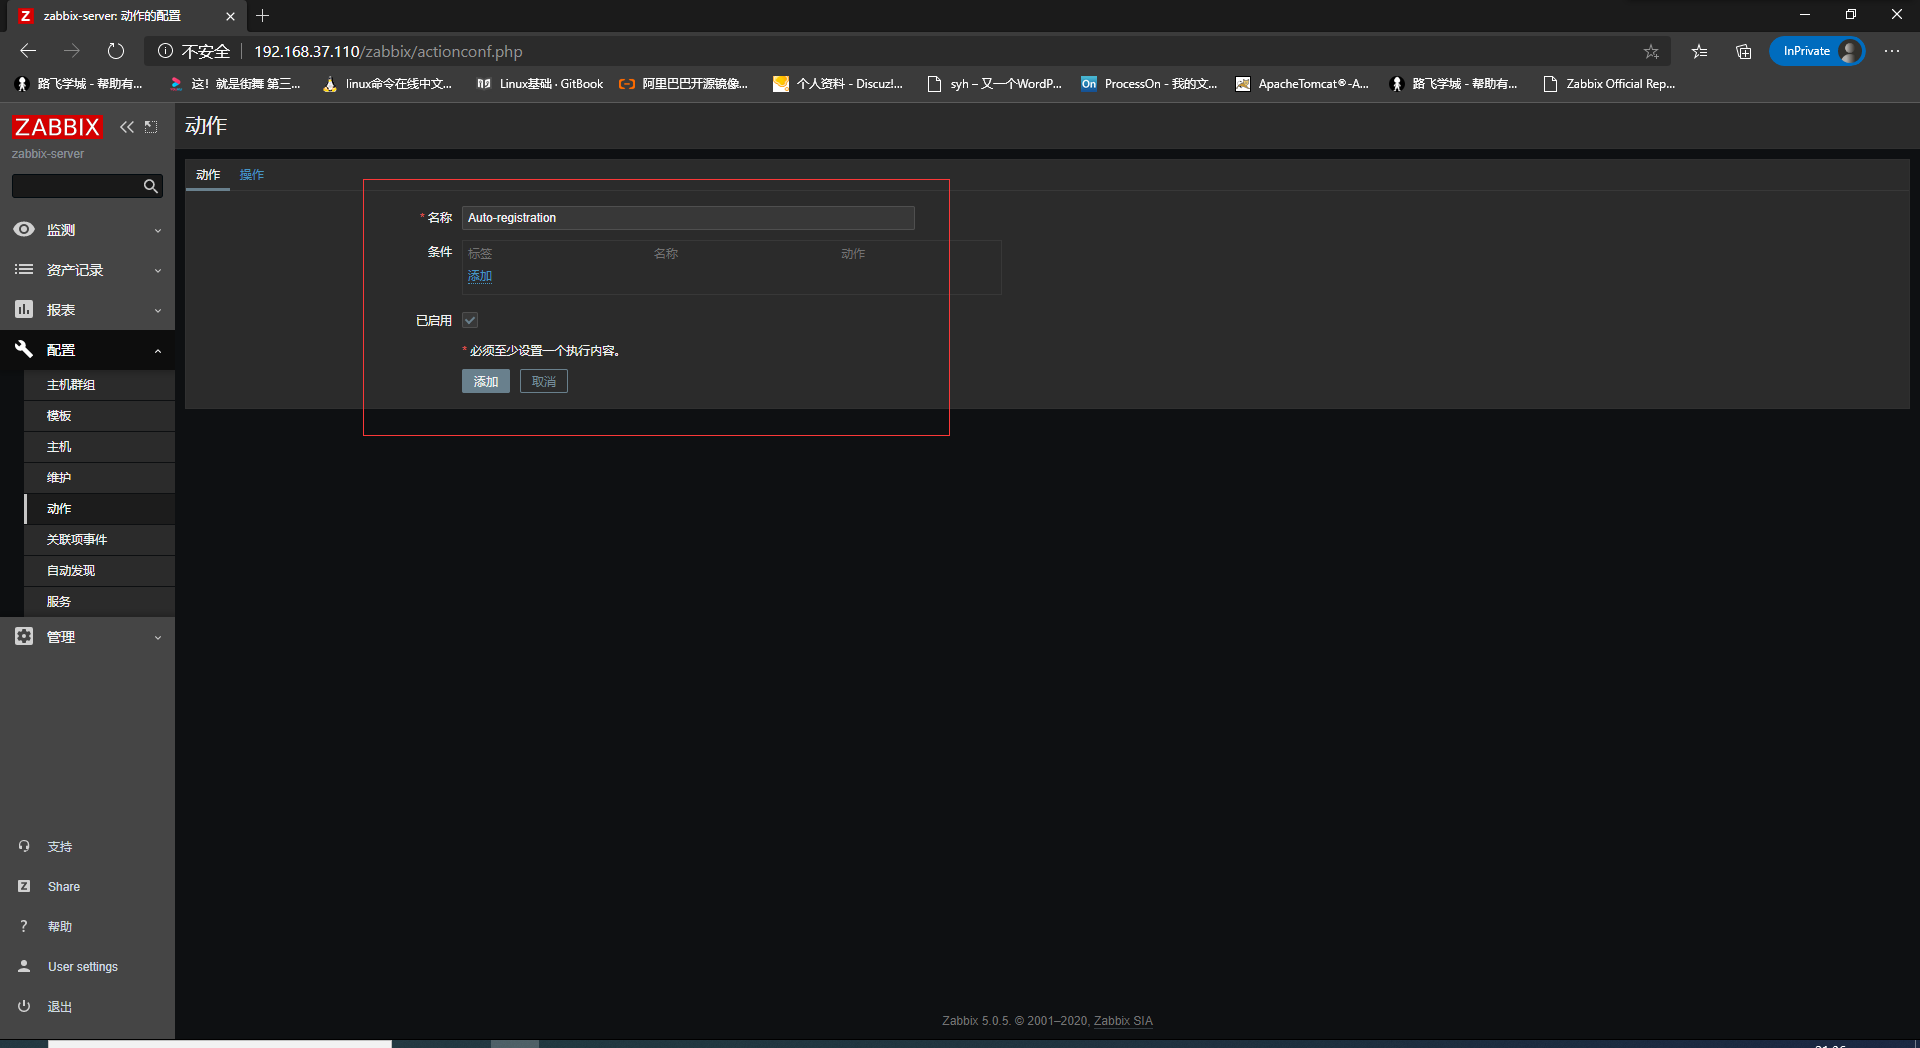 zabbix-server: 动作的配置
不安全
192.168.37.110/zabbix/actionconf.php
InPrivate
路飞学城 - 帮助有...
这！就是街舞 第三...
linux命令在线中文...
Linux基础 · GitBook
阿里巴巴开源镜像...
个人资料 - Discuz!...
syh – 又一个WordP...
ProcessOn - 我的文...
ApacheTomcat®-A...
路飞学城 - 帮助有...
Zabbix Official Rep...
ZABBIX
zabbix-server
监测
资产记录
报表
配置
主机群组
模板
主机
维护
动作
关联项事件
自动发现
服务
管理
支持
Share
帮助
User settings
退出
动作
动作 操作
* 名称 Auto-registration
条件 标签 名称 动作
添加
已启用
* 必须至少设置一个执行内容。
添加 取消
Zabbix 5.0.5. © 2001–2020, Zabbix SIA